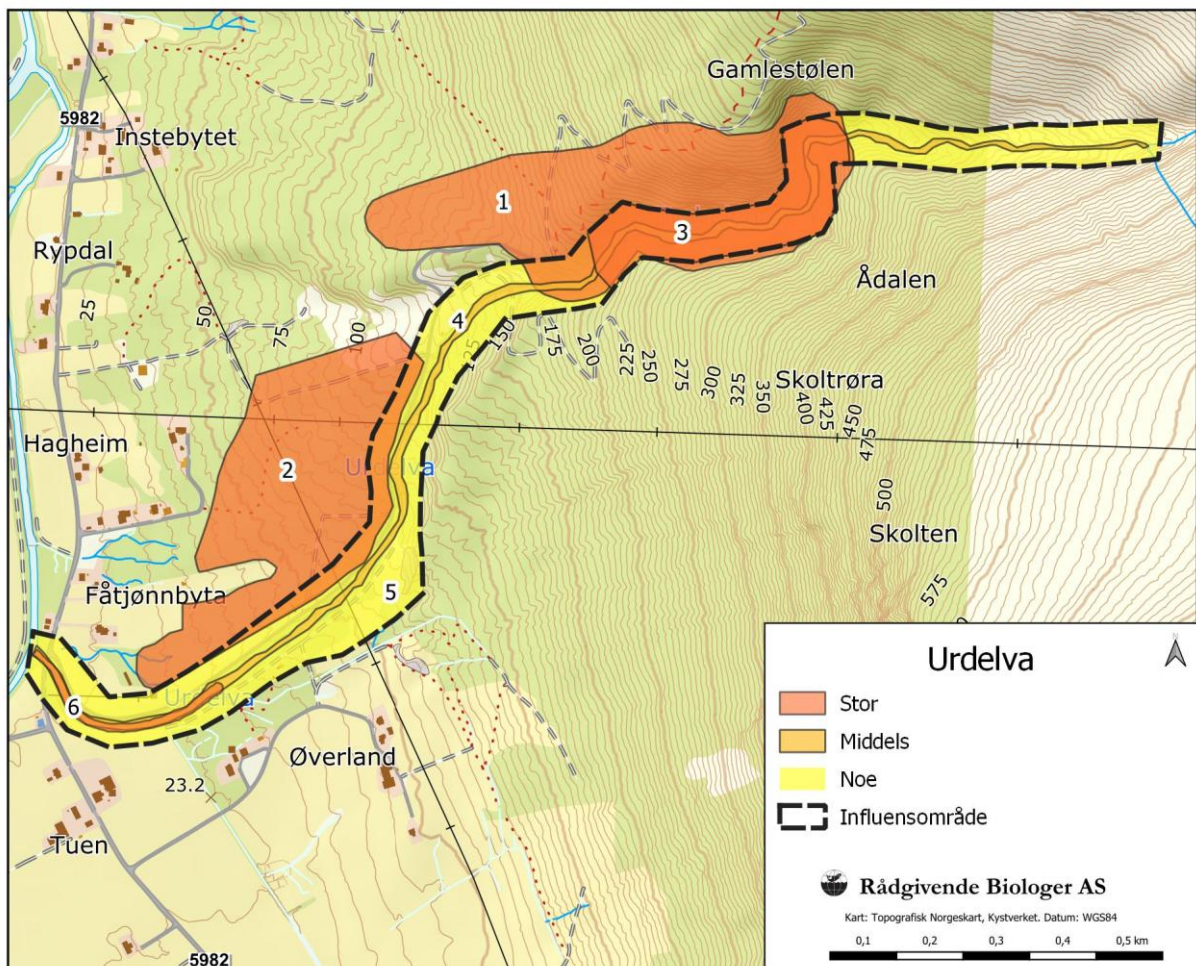 Gamlestølen
5982
Instebytet
1
Rypdal
3
Ådalen
25
50
75
100
4
125
150
175
200
225
250
275
300
325
350
400
425
450
475
Skoltrøra
Hagheim
2
Urdelva
500
Skolten
575
Fåtjønnbyta
5
6
Urdelva
Øverland
23.2
Tuen
5982
Urdelva
N
Stor
Middels
Noe
Influensområde
Rådgivende Biologer AS
Kart: Topografisk Norgeskart, Kystverket. Datum: WGS84
0,1 0,2 0,3 0,4 0,5 km